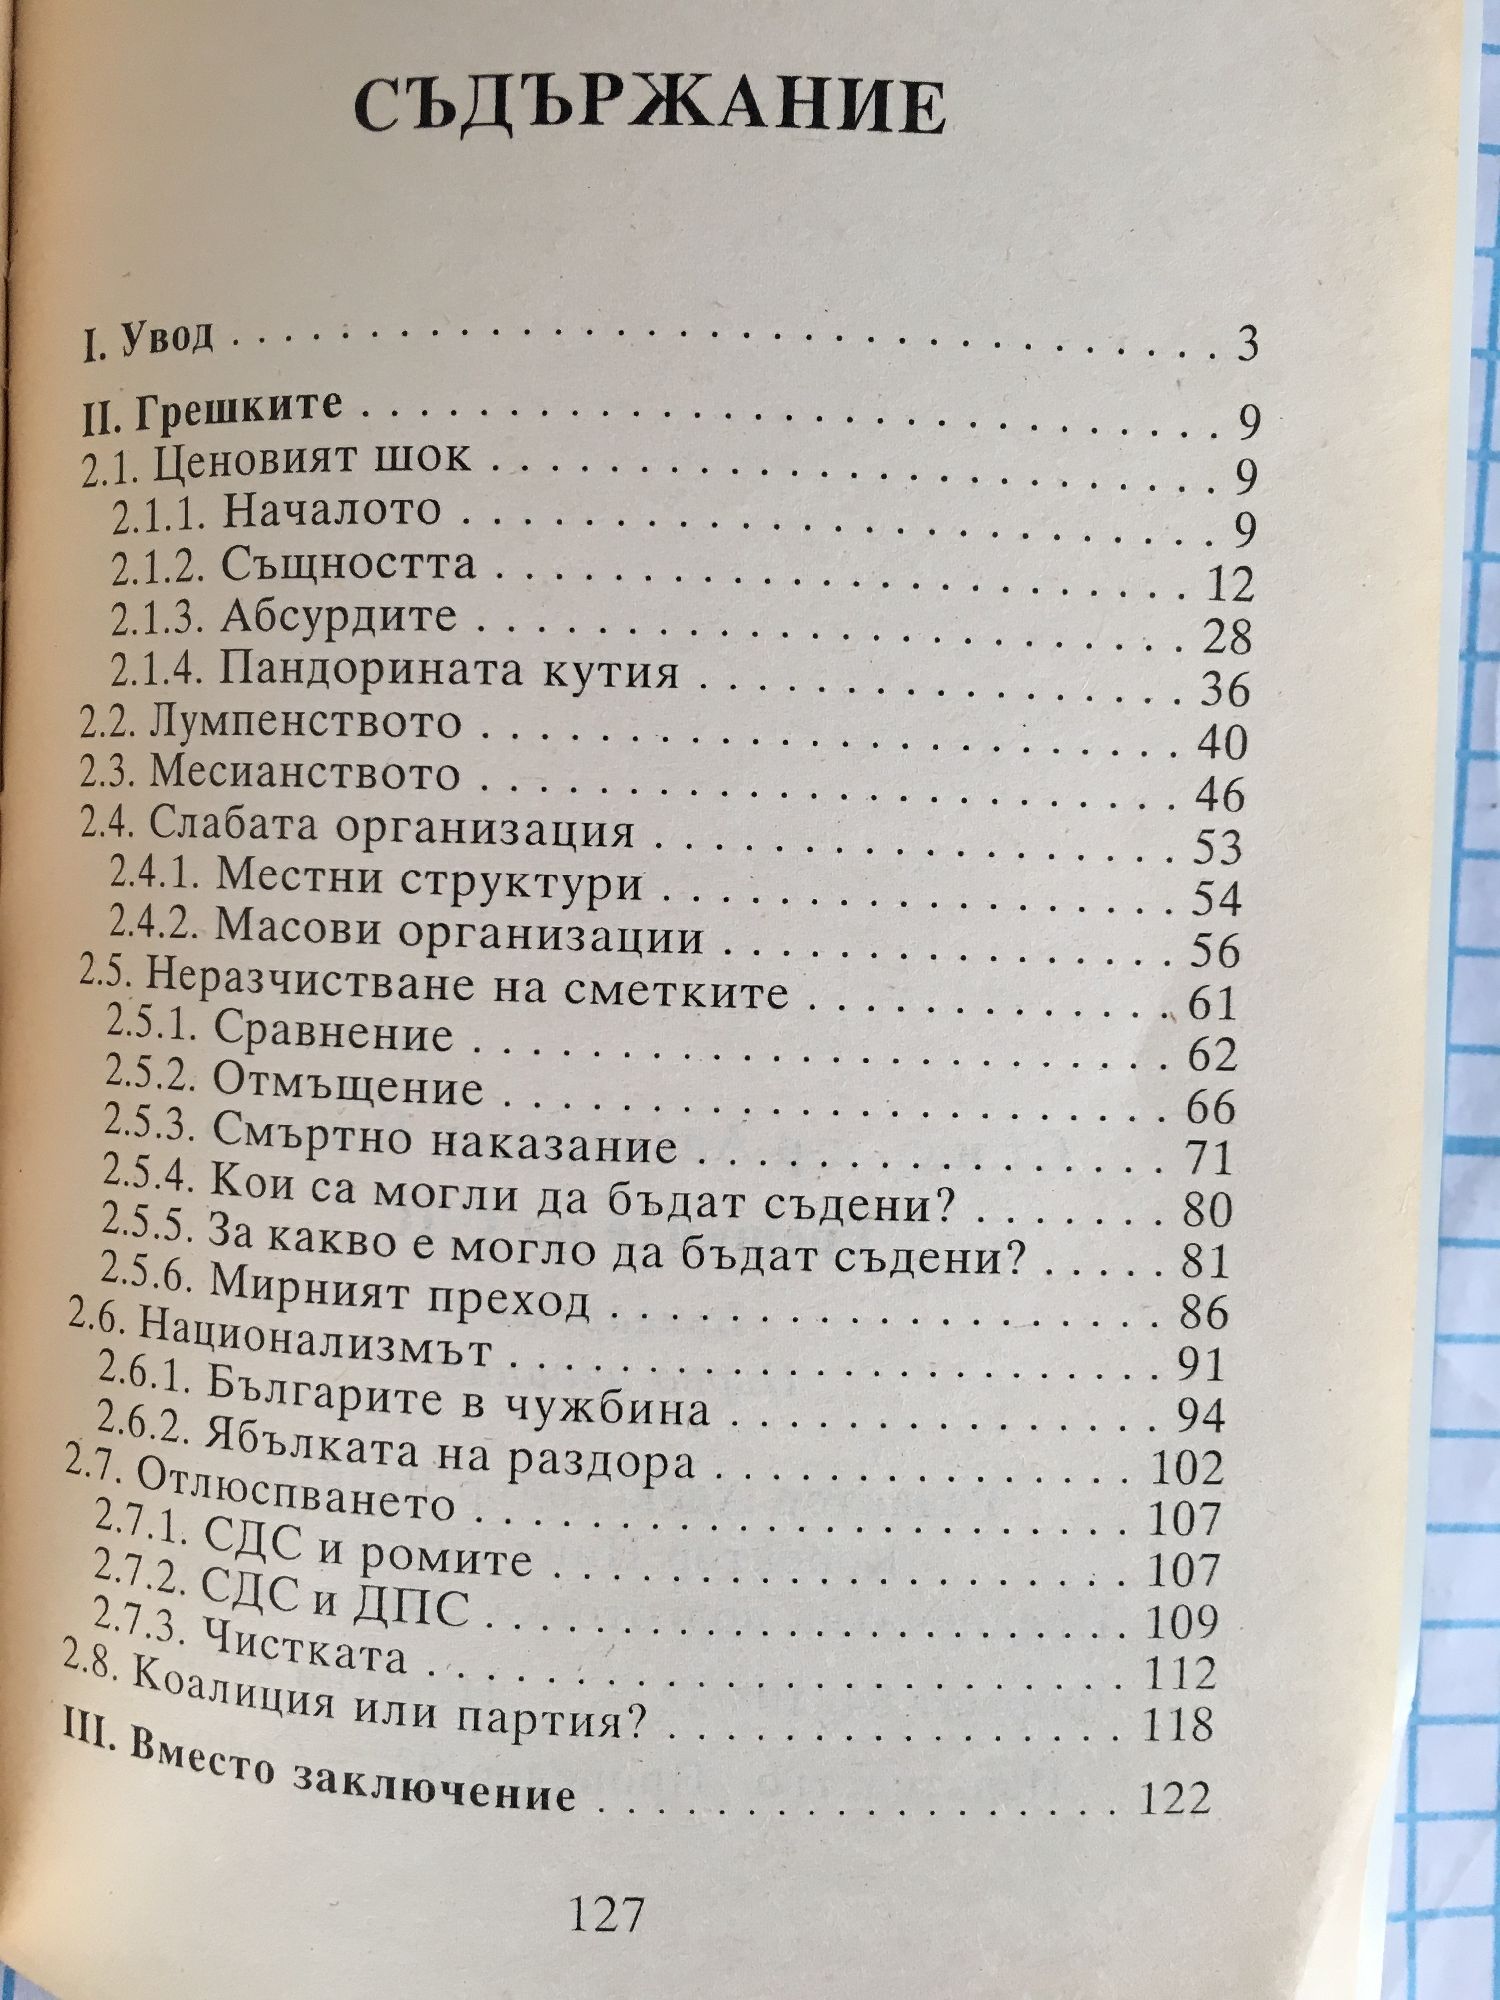 СЪДЪРЖАНИЕ
I. Увод . . . . . . . . . . . . . . . . . . . . . . . . . . . . . . . . . 3
II. Грешките . . . . . . . . . . . . . . . . . . . . . . . . . . . . . 9
2.1. Ценовият шок . . . . . . . . . . . . . . . . . . . . . . . . . 9
2.1.1. Началото . . . . . . . . . . . . . . . . . . . . . . . . . . 9
2.1.2. Същността . . . . . . . . . . . . . . . . . . . . . . . . 12
2.1.3. Абсурдите . . . . . . . . . . . . . . . . . . . . . . . . 28
2.1.4. Пандорината кутия . . . . . . . . . . . . . . . . . 36
2.2. Лумпенството . . . . . . . . . . . . . . . . . . . . . . . . 40
2.3. Месианството . . . . . . . . . . . . . . . . . . . . . . . . 46
2.4. Слабата организация . . . . . . . . . . . . . . . . . . 53
2.4.1. Местни структури . . . . . . . . . . . . . . . . . . 54
2.4.2. Масови организации . . . . . . . . . . . . . . . . 56
2.5. Неразчистване на сметките . . . . . . . . . . . . . 61
2.5.1. Сравнение . . . . . . . . . . . . . . . . . . . . . . . . 62
2.5.2. Отмъщение . . . . . . . . . . . . . . . . . . . . . . . 66
2.5.3. Смъртно наказание . . . . . . . . . . . . . . . . . 71
2.5.4. Кои са могли да бъдат съдени? . . . . . . . 80
2.5.5. За какво е могло да бъдат съдени? . . . . . 81
2.5.6. Мирният преход . . . . . . . . . . . . . . . . . . . 86
2.6. Национализмът . . . . . . . . . . . . . . . . . . . . . . . 91
2.6.1. Българите в чужбина . . . . . . . . . . . . . . . 94
2.6.2. Ябълката на раздора . . . . . . . . . . . . . . . 102
2.7. Отлюспването . . . . . . . . . . . . . . . . . . . . . . . 107
2.7.1. СДС и ромите . . . . . . . . . . . . . . . . . . . . 107
2.7.2. СДС и ДПС . . . . . . . . . . . . . . . . . . . . . . . 109
2.7.3. Чистката . . . . . . . . . . . . . . . . . . . . . . . . . 112
2.8. Коалиция или партия? . . . . . . . . . . . . . . . . 118
III. Вместо заключение . . . . . . . . . . . . . . . . . . 122
127